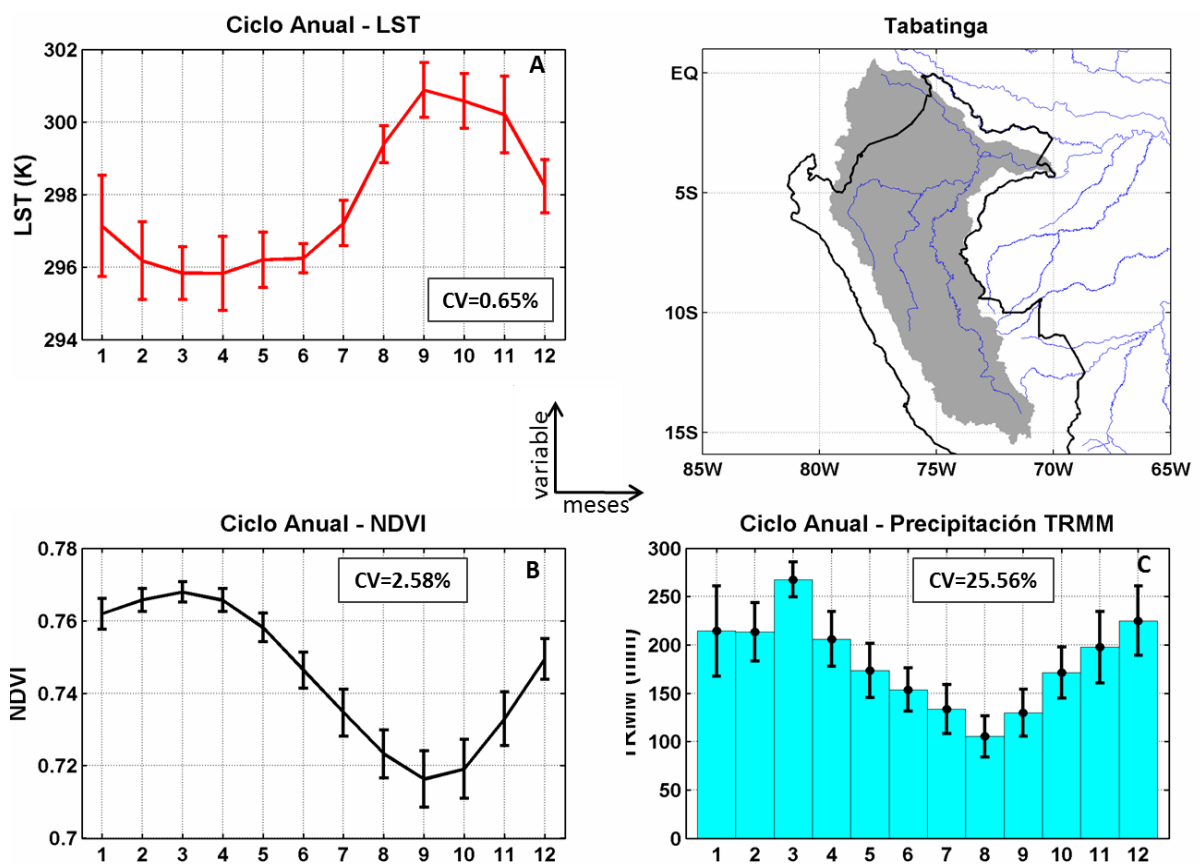 Ciclo Anual - LST
A
302
300
298
296
294
LST (K)
CV=0.65%
1 2 3 4 5 6 7 8 9 10 11 12
Tabatinga
EQ
5S
10S
15S
85W 80W 75W 70W 65W
variable
meses
Ciclo Anual - NDVI
B
0.78
0.76
0.74
0.72
0.7
NDVI
CV=2.58%
1 2 3 4 5 6 7 8 9 10 11 12
Ciclo Anual - Precipitación TRMM
C
300
250
200
150
100
50
0
TRMM (mm)
CV=25.56%
1 2 3 4 5 6 7 8 9 10 11 12